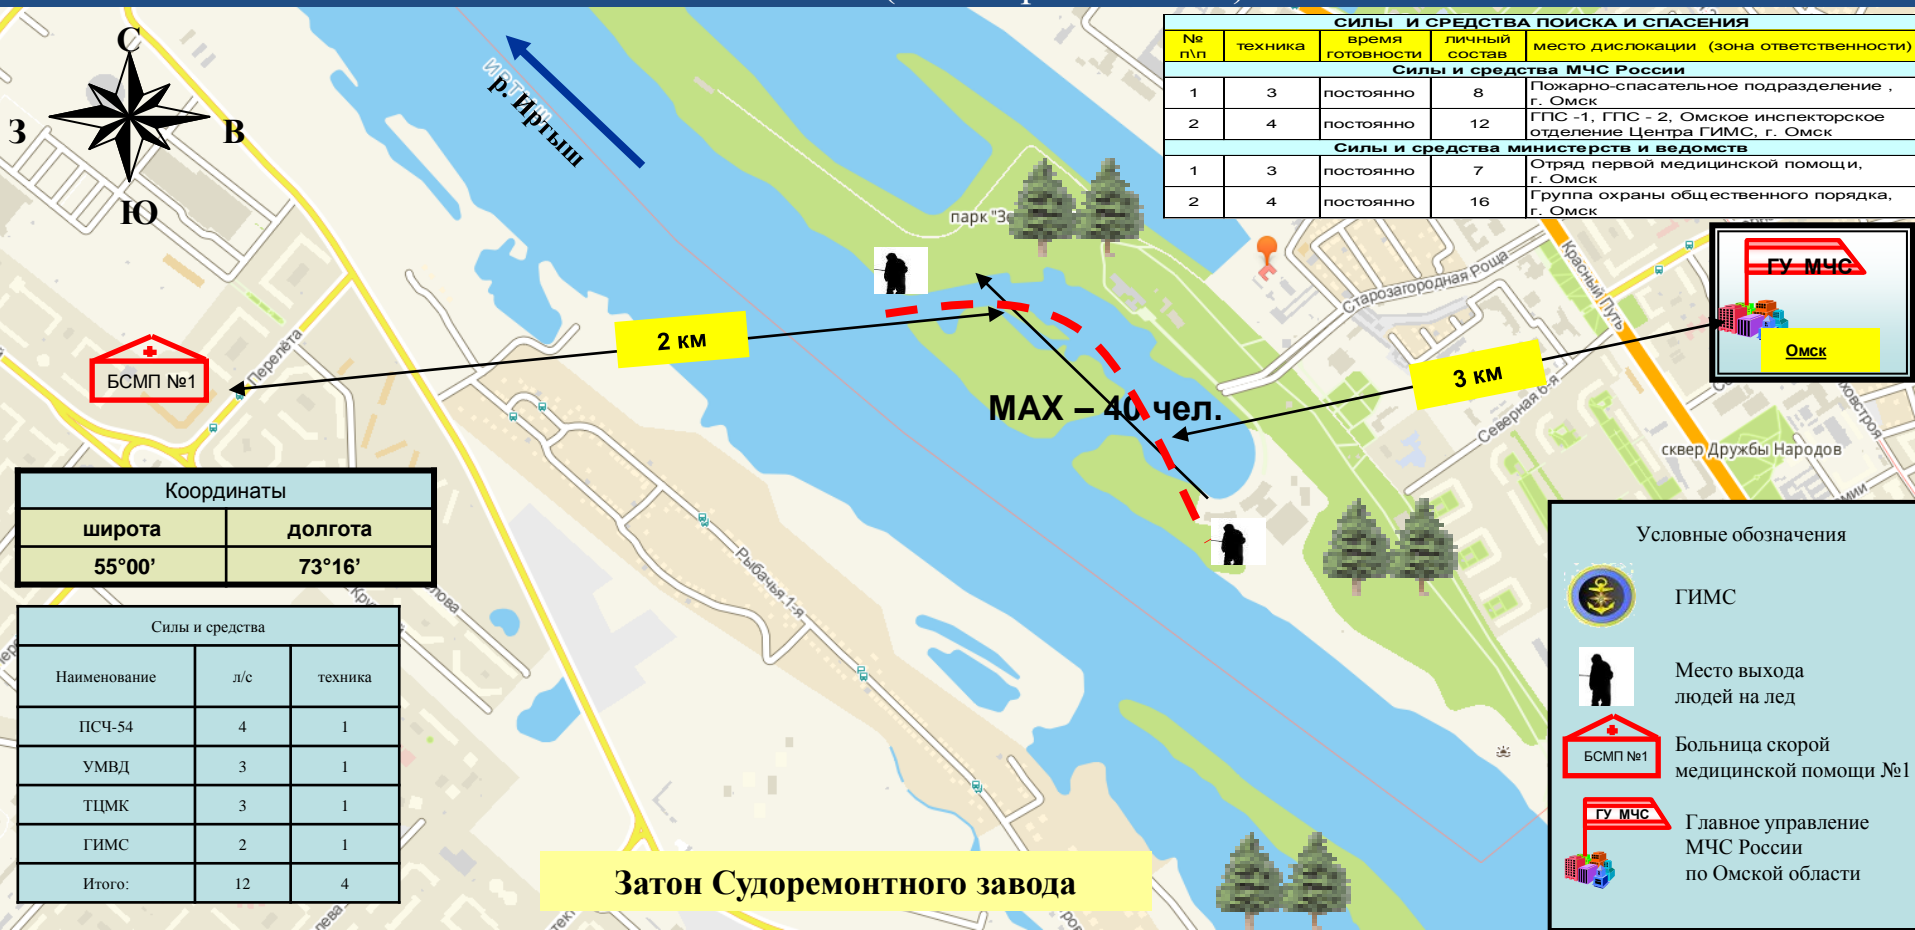 СИЛЫ И СРЕДСТВА ПОИСКА И СПАСЕНИЯ
№ п\п техника время готовности личный состав место дислокации (зона ответственности)
Силы и средства МЧС России
1 3 постоянно 8 Пожарно-спасательное подразделение , г. Омск
2 4 постоянно 12 ГПС -1, ГПС - 2, Омское инспекторское отделение Центра ГИМС, г. Омск
Силы и средства министерств и ведомств
1 3 постоянно 7 Отряд первой медицинской помощи, г. Омск
2 4 постоянно 16 Группа охраны общественного порядка, г. Омск
С
З
В
Ю
ИРТЫШ
р. Иртыш
парк
Старозагородная Роща
Красный Путь
ГУ МЧС
Омск
2 км
3 км
БСМП №1
Перелёта
MAX – 40 чел.
Северная 6-я
сквер Дружбы Народов
Координаты
широта долгота
55°00’ 73°16’
Рыбачья 1-я
Силы и средства
Наименование л/с техника
ПСЧ-54 4 1
УМВД 3 1
ТЦМК 3 1
ГИМС 2 1
Итого: 12 4
Затон Судоремонтного завода
Условные обозначения
ГИМС
Место выхода
людей на лед
БСМП №1
Больница скорой
медицинской помощи №1
ГУ МЧС
Главное управление
МЧС России
по Омской области